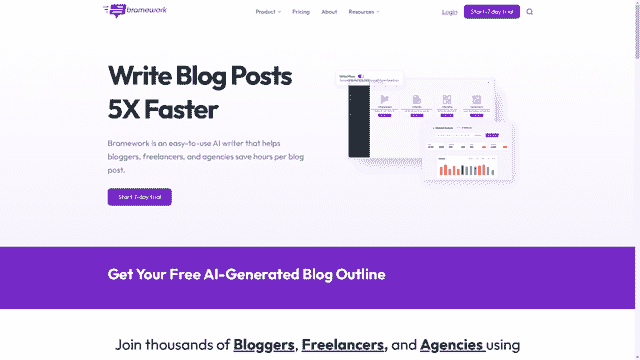 bramework
Product Pricing About Resources Login Start 7-day trial
Write Blog Posts
5X Faster
Bramework is an easy-to-use AI writer that helps
bloggers, freelancers, and agencies save hours per blog
post.
Start 7-day trial
Get Your Free AI-Generated Blog Outline
Join thousands of Bloggers, Freelancers, and Agencies using